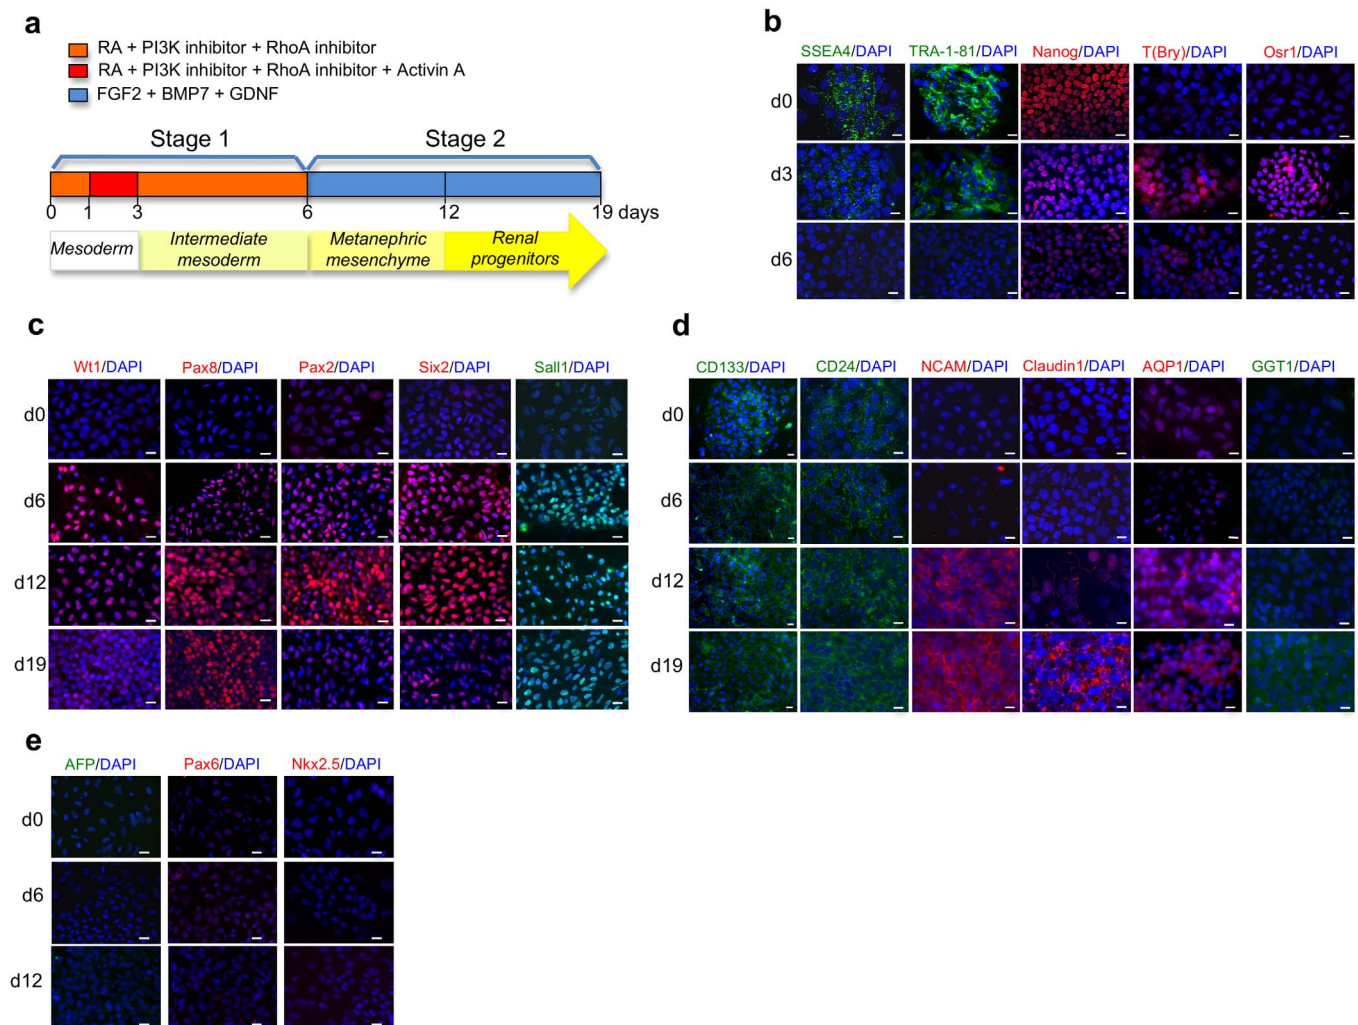 a
RA + PI3K inhibitor + RhoA inhibitor
RA + PI3K inhibitor + RhoA inhibitor + Activin A
FGF2 + BMP7 + GDNF
Stage 1 Stage 2
0 1 3 6 12 19 days
Mesoderm
Intermediate
mesoderm
Metanephric
mesenchyme
Renal
progenitors
b
SSEA4/DAPI TRA-1-81/DAPI Nanog/DAPI T(Bry)/DAPI Osr1/DAPI
d0
d3
d6
c
Wt1/DAPI Pax8/DAPI Pax2/DAPI Six2/DAPI Sall1/DAPI
d0
d6
d12
d19
d
CD133/DAPI CD24/DAPI NCAM/DAPI Claudin1/DAPI AQP1/DAPI GGT1/DAPI
d0
d6
d12
d19
e
AFP/DAPI Pax6/DAPI Nkx2.5/DAPI
d0
d6
d12